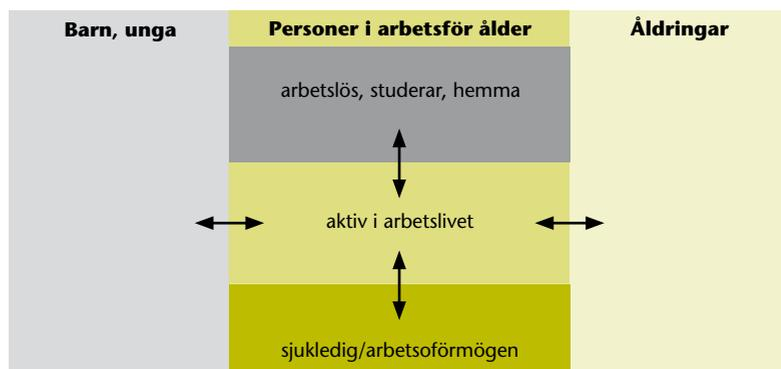 Barn, unga
Personer i arbetsför ålder
Åldringar
arbetslös, studerar, hemma
aktiv i arbetslivet
sjukledig/arbetsoförmögen